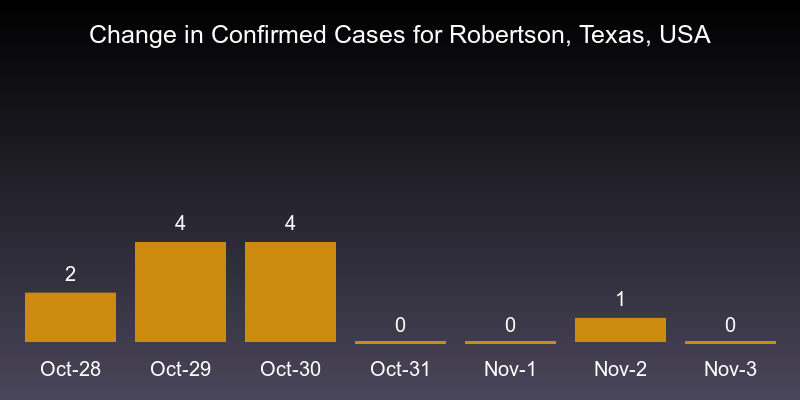 Change in Confirmed Cases for Robertson, Texas, USA
4 4
2
1
0 0 0
Oct-28 Oct-29 Oct-30 Oct-31 Nov-1 Nov-2 Nov-3